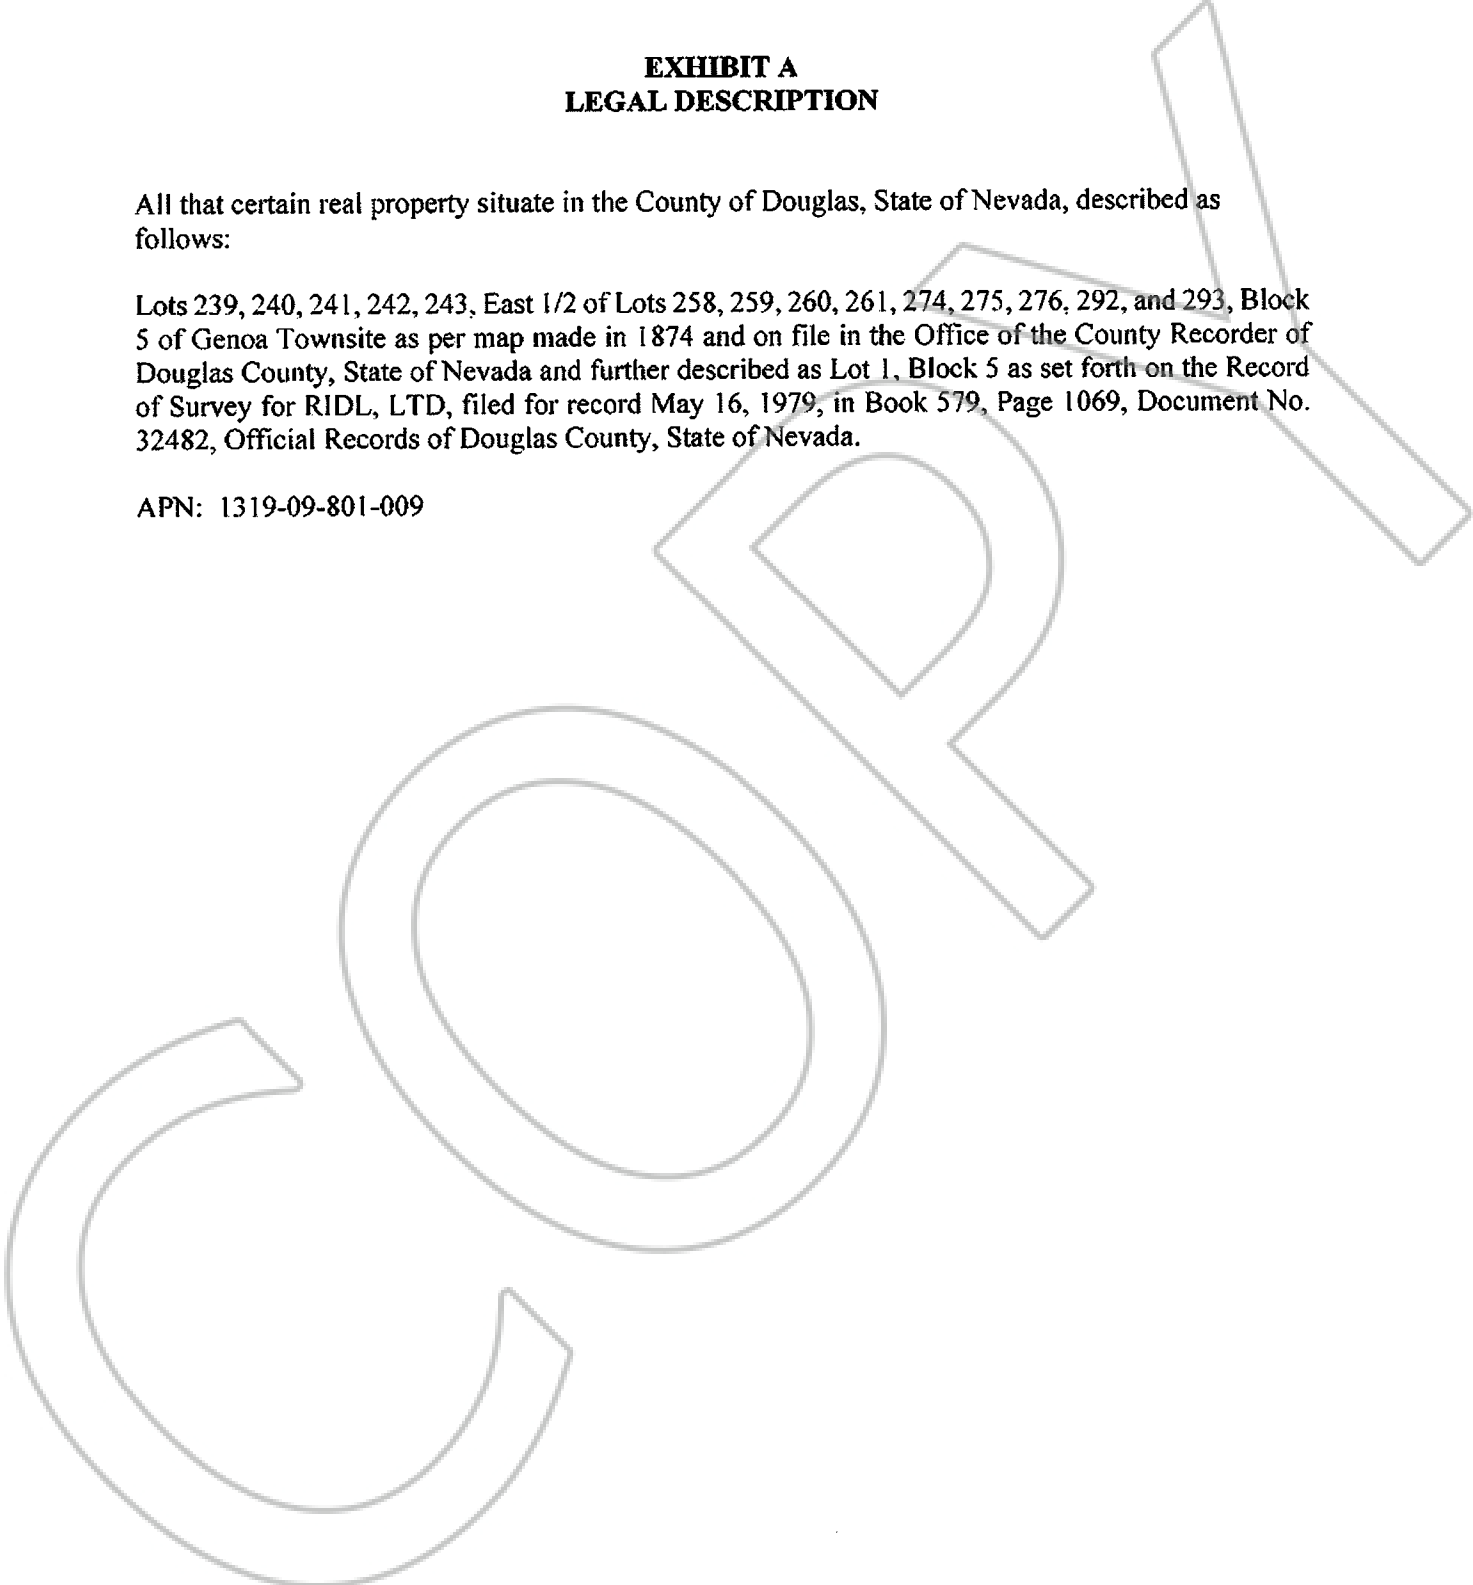 EXHIBIT A
LEGAL DESCRIPTION
All that certain real property situate in the County of Douglas, State of Nevada, described as
follows:
Lots 239, 240, 241, 242, 243, East 1/2 of Lots 258, 259, 260, 261, 274, 275, 276, 292, and 293, Block
5 of Genoa Townsite as per map made in 1874 and on file in the Office of the County Recorder of
Douglas County, State of Nevada and further described as Lot 1, Block 5 as set forth on the Record
of Survey for RIDL, LTD, filed for record May 16, 1979, in Book 579, Page 1069, Document No.
32482, Official Records of Douglas County, State of Nevada.
APN: 1319-09-801-009
COPY